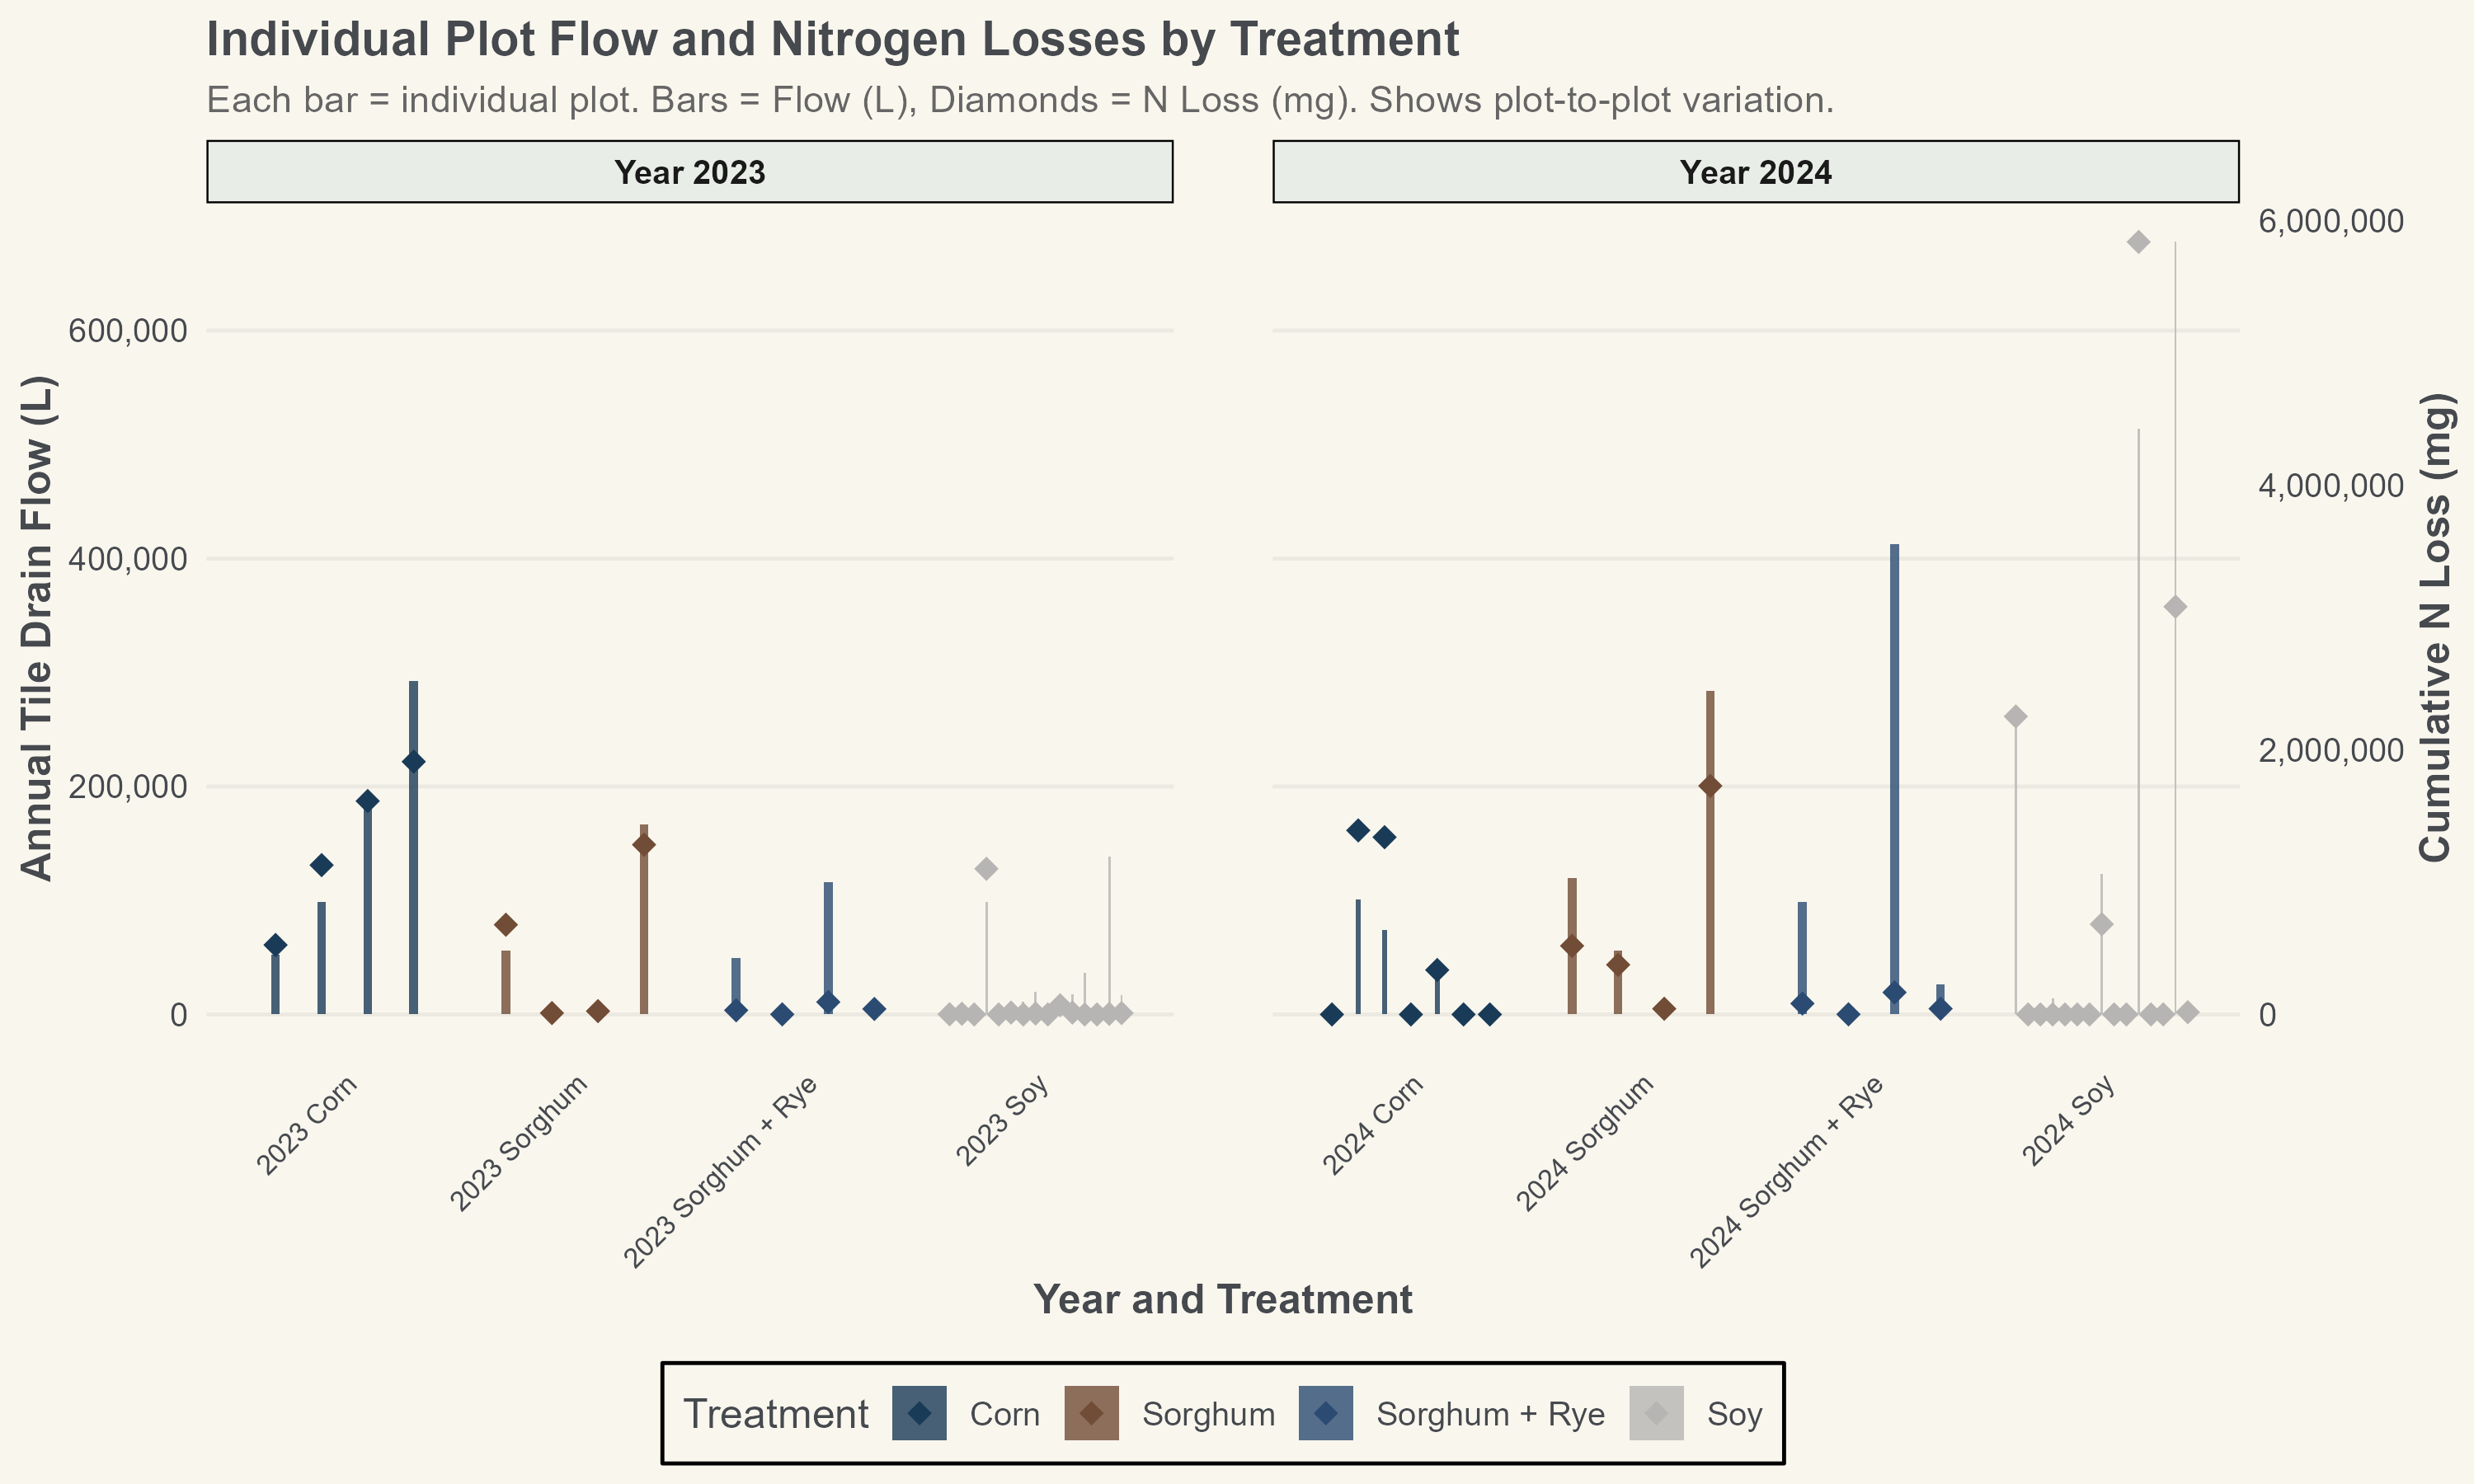 Individual Plot Flow and Nitrogen Losses by Treatment
Each bar = individual plot. Bars = Flow (L), Diamonds = N Loss (mg). Shows plot-to-plot variation.
Year 2023
Year 2024
Annual Tile Drain Flow (L)
600,000
400,000
200,000
0
6,000,000
4,000,000
2,000,000
0
Cumulative N Loss (mg)
2023 Corn
2023 Sorghum
2023 Sorghum + Rye
2023 Soy
2024 Corn
2024 Sorghum
2024 Sorghum + Rye
2024 Soy
Year and Treatment
Treatment Corn Sorghum Sorghum + Rye Soy